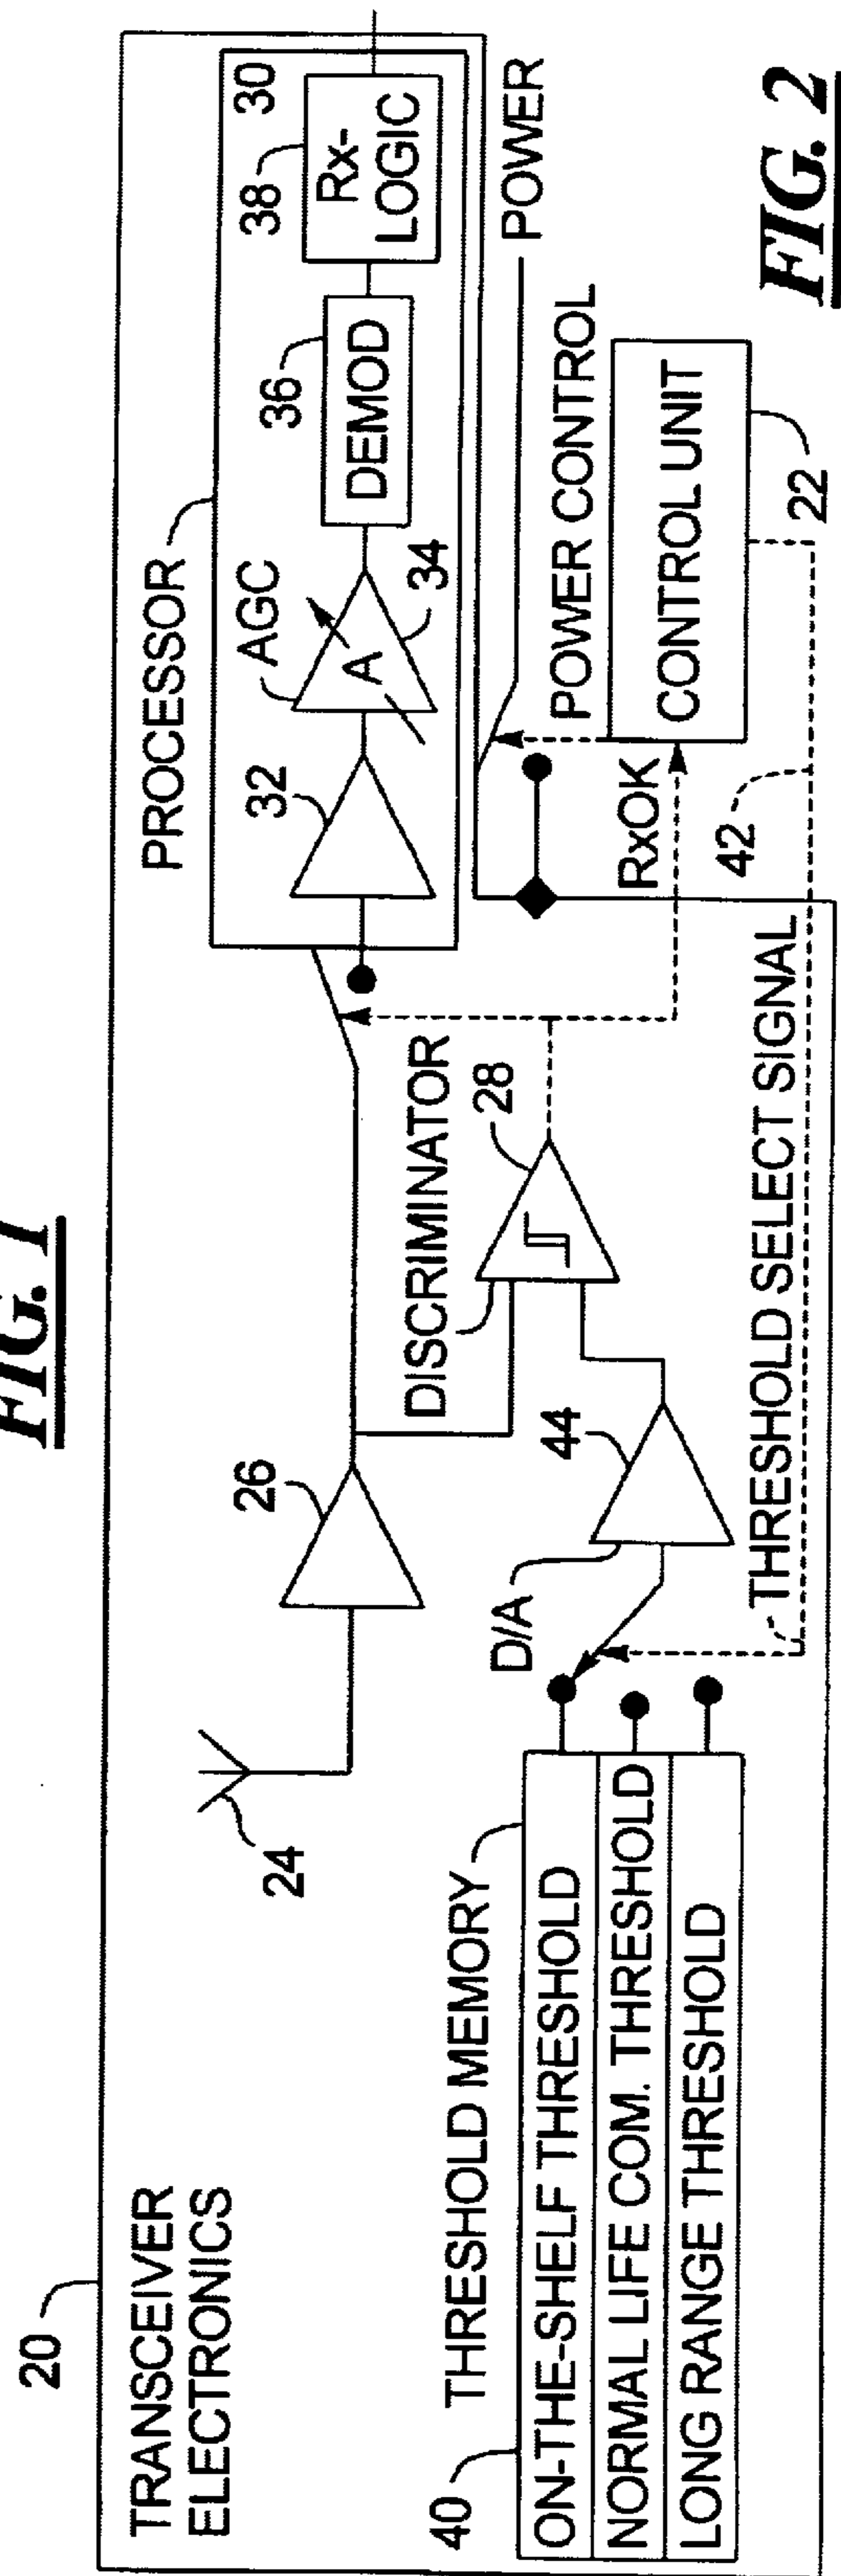 FIG. 1
20
TRANSCEIVER
ELECTRONICS
24
26
PROCESSOR
30
32
AGC
A
34
36
DEMOD
38
Rx-
LOGIC
DISCRIMINATOR
28
THRESHOLD MEMORY
40
ON-THE-SHELF THRESHOLD
NORMAL LIFE COM. THRESHOLD
LONG RANGE THRESHOLD
D/A
44
THRESHOLD SELECT SIGNAL
42
RxOK
POWER CONTROL
POWER
CONTROL UNIT
22
FIG. 2